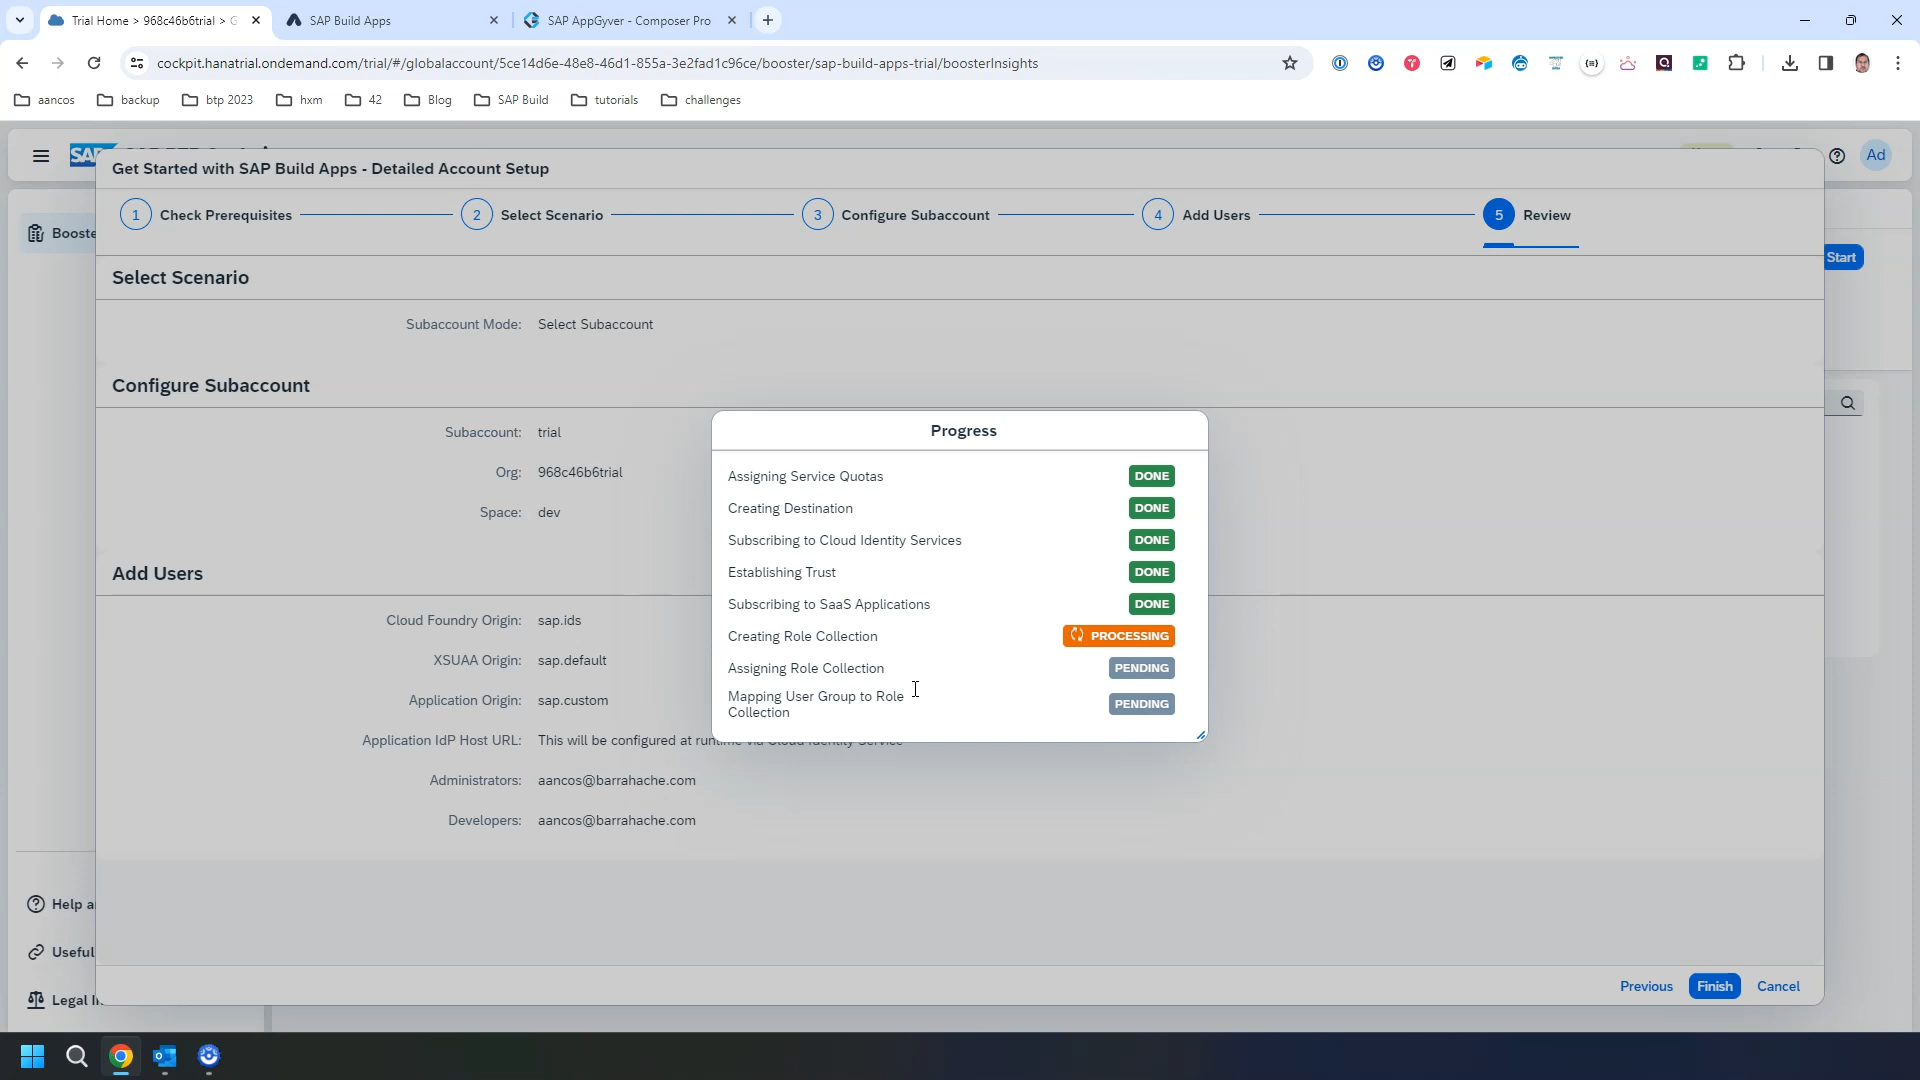 Trial Home > 968c46b6trial >
SAP Build Apps
SAP AppGyver - Composer Pro
cockpit.hanatrial.ondemand.com/trial/#/globalaccount/5ce14d6e-48e8-46d1-855a-3e2fad1c96ce/booster/sap-build-apps-trial/boosterInsights
aancos
backup
btp 2023
hxm
42
Blog
SAP Build
tutorials
challenges
Ad
Get Started with SAP Build Apps - Detailed Account Setup
1 Check Prerequisites
2 Select Scenario
3 Configure Subaccount
4 Add Users
5 Review
Booste
Start
Select Scenario
Subaccount Mode: Select Subaccount
Configure Subaccount
Subaccount: trial
Org: 968c46b6trial
Space: dev
Add Users
Cloud Foundry Origin: sap.ids
XSUAA Origin: sap.default
Application Origin: sap.custom
Application IdP Host URL: This will be configured at runtime via Cloud Identity Service
Administrators: aancos@barrahache.com
Developers: aancos@barrahache.com
Progress
Assigning Service Quotas DONE
Creating Destination DONE
Subscribing to Cloud Identity Services DONE
Establishing Trust DONE
Subscribing to SaaS Applications DONE
Creating Role Collection PROCESSING
Assigning Role Collection PENDING
Mapping User Group to Role
Collection PENDING
Help a
Useful
Legal I
Previous
Finish
Cancel